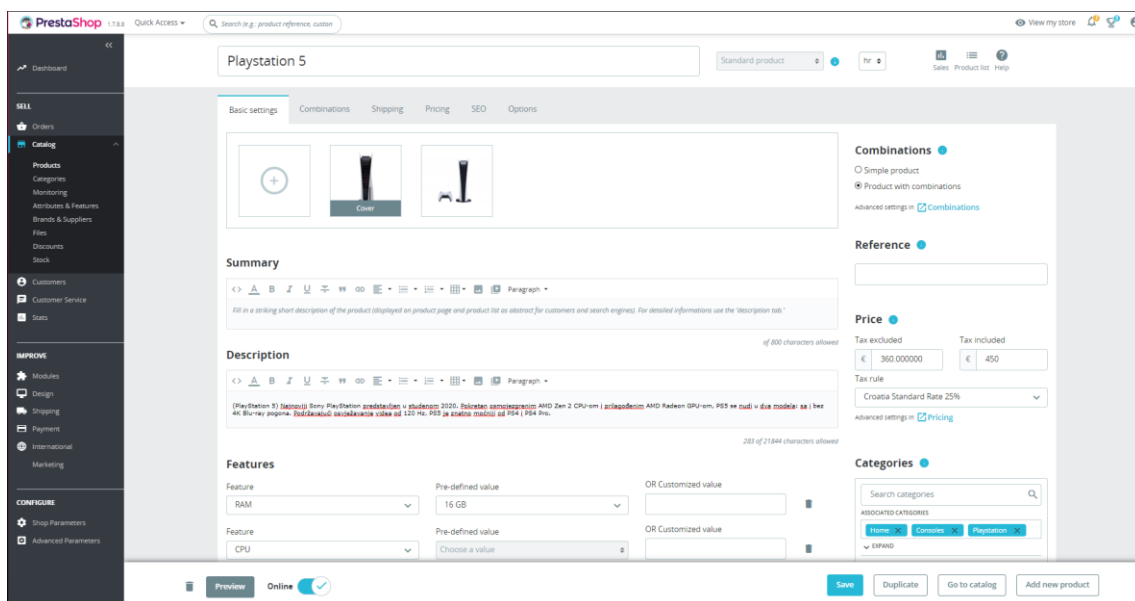 PrestaShop 1.7.8.8 Quick Access Search (e.g.: product reference, custon View my store
Dashboard
SELL
Orders
Catalog
Products
Categories
Monitoring
Attributes & Features
Brands & Suppliers
Files
Discounts
Stock
Customers
Customer Service
Stats
IMPROVE
Modules
Design
Shipping
Payment
International
Marketing
CONFIGURE
Shop Parameters
Advanced Parameters
Playstation 5 Standard product hr
Sales Product list Help
Basic settings Combinations Shipping Pricing SEO Options
Cover
Summary
Paragraph
Fill in a striking short description of the product (displayed on product page and product list as abstract for customers and search engines). For detailed informations use the 'description tab.'
of 800 characters allowed
Description
Paragraph
(PlayStation 5) Najnoviji Sony PlayStation predstavljen u studenom 2020. Pokretan osmojezgrenim AMD Zen 2 CPU-om i prilagođenim AMD Radeon GPU-om, PS5 se nudi u dva modela: sa i bez
4K Blu-ray pogona. Podržavajući osvježavanje videa od 120 Hz, PS5 je znatno moćniji od PS4 i PS4 Pro.
283 of 21844 characters allowed
Features
Feature Pre-defined value OR Customized value
RAM 16 GB
Feature Pre-defined value OR Customized value
CPU Choose a value
Combinations
Simple product
Product with combinations
Advanced settings in Combinations
Reference
Price
Tax excluded Tax included
€ 360.000000 € 450
Tax rule
Croatia Standard Rate 25%
Advanced settings in Pricing
Categories
Search categories
ASSOCIATED CATEGORIES
Home Consoles Playstation
EXPAND
Preview Online Save Duplicate Go to catalog Add new product